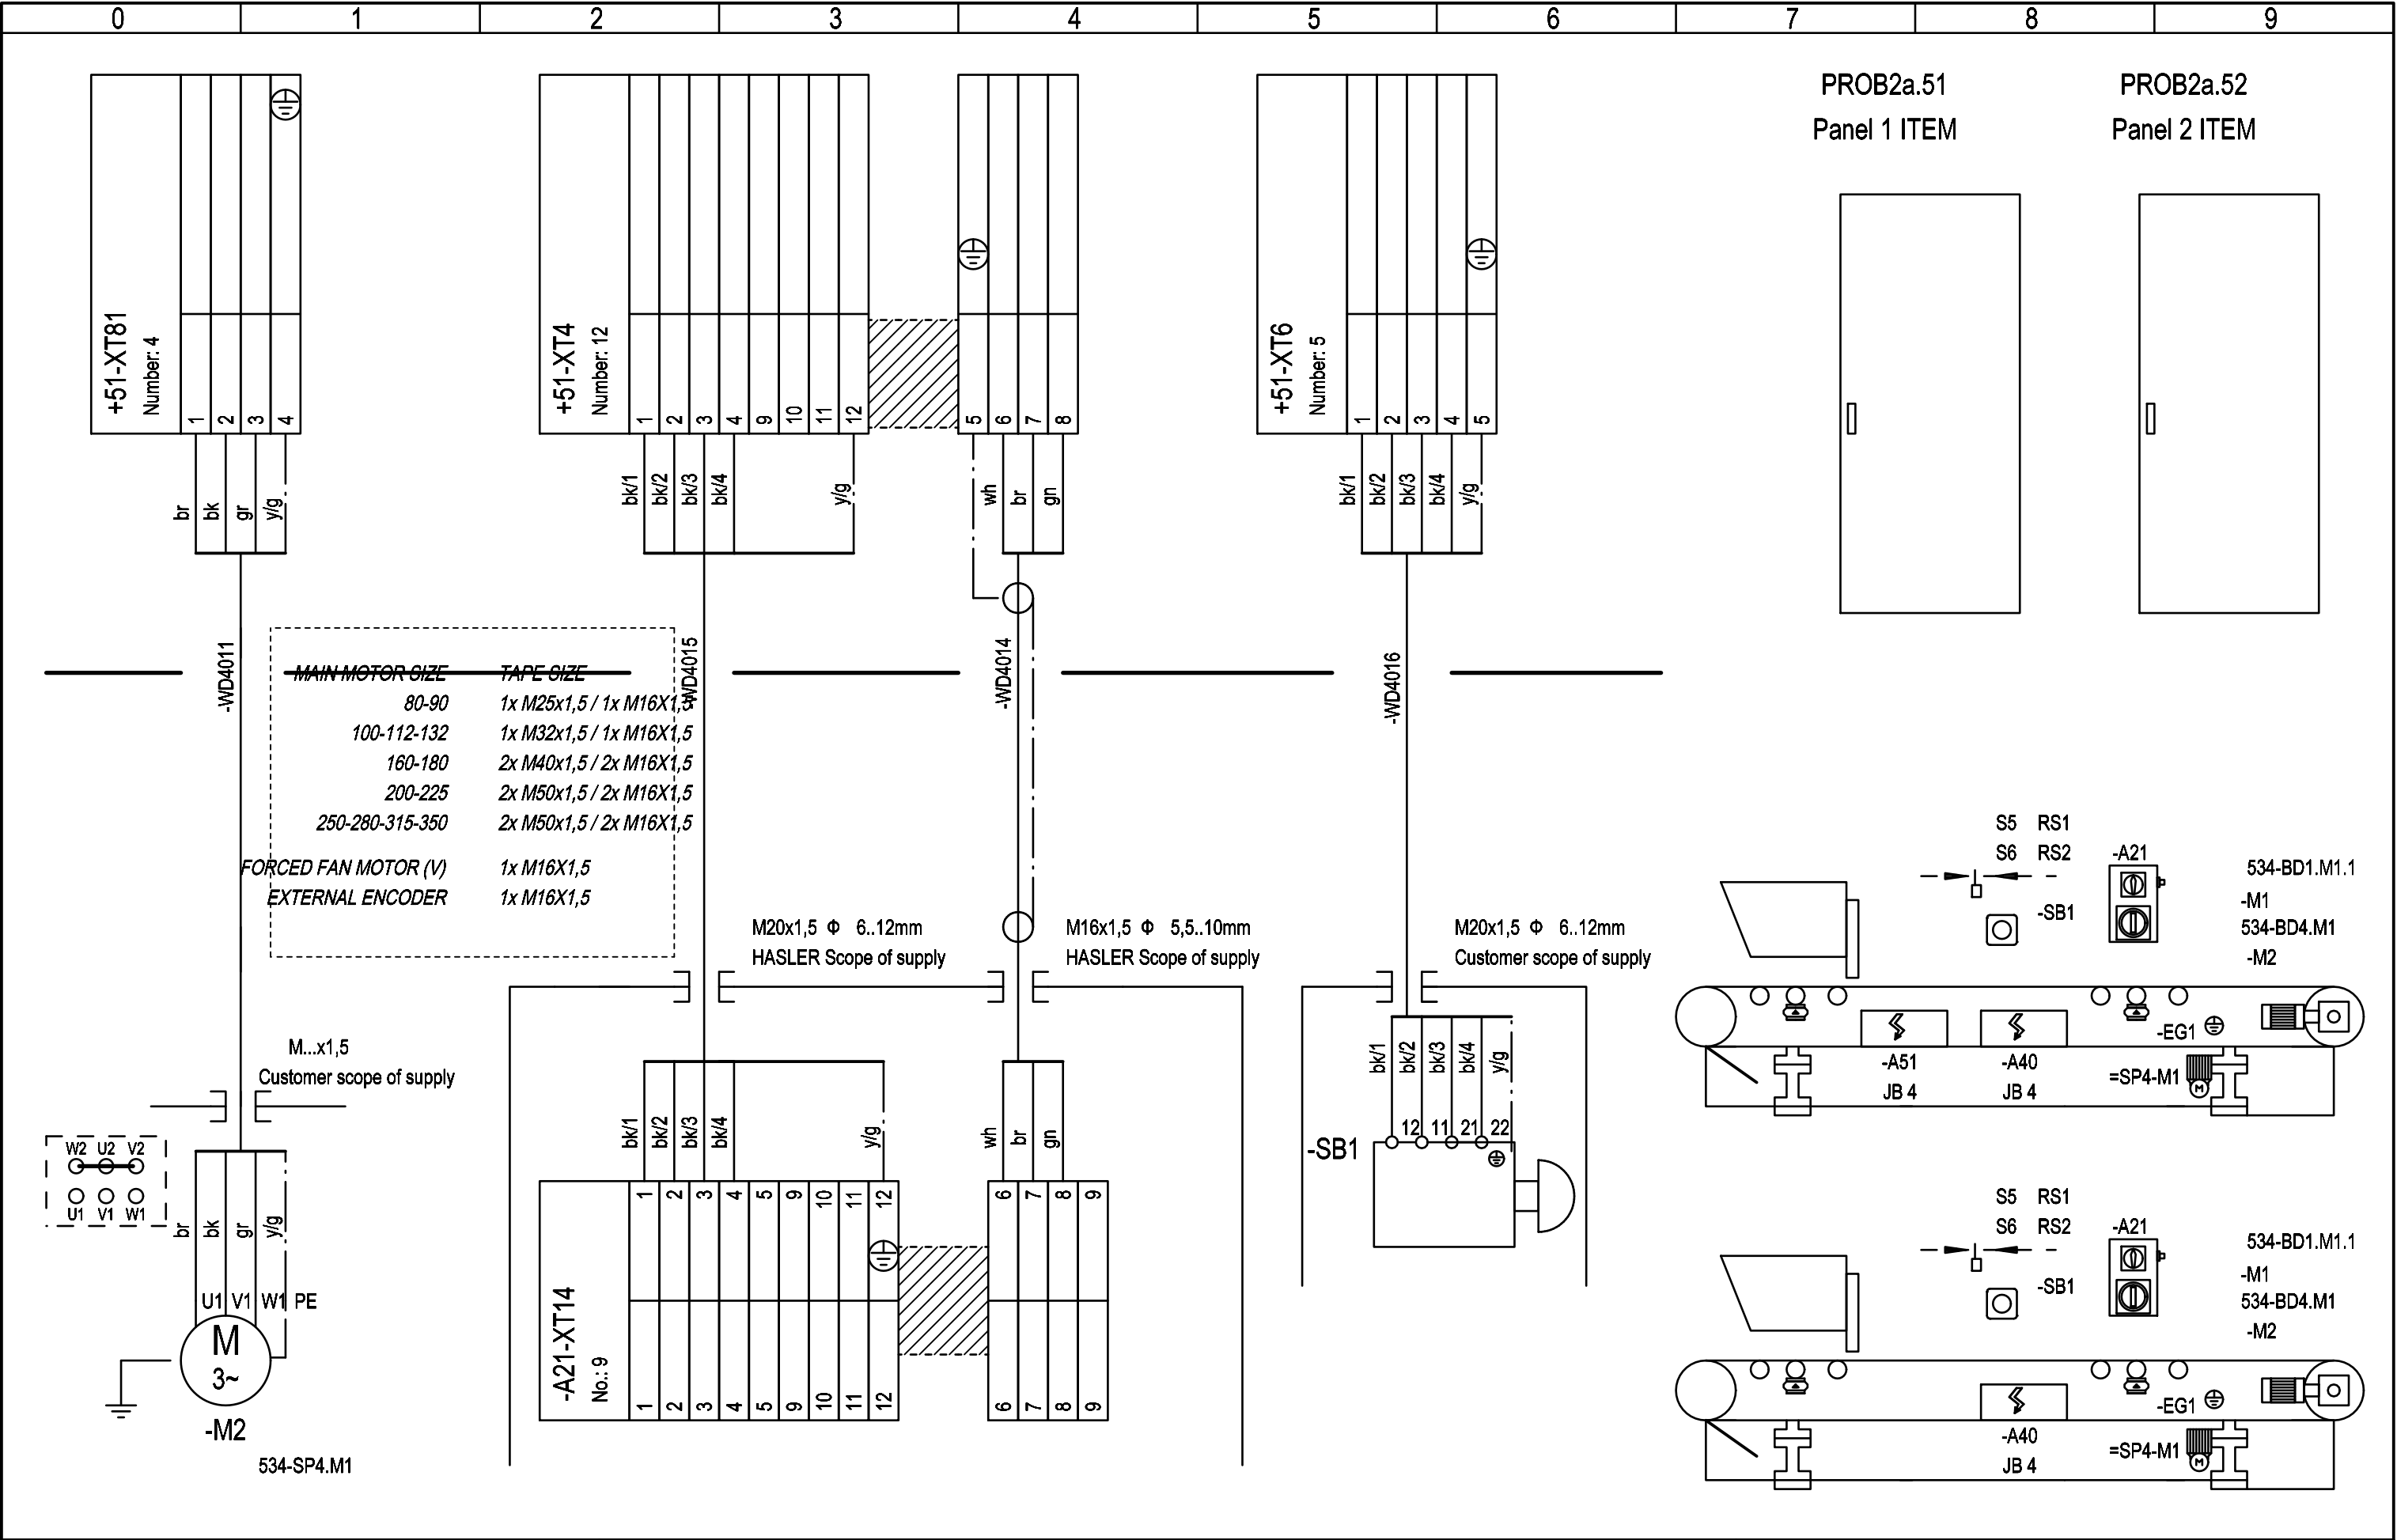 0 1 2 3 4 5 6 7 8 9
PROB2a.51
Panel 1 ITEM
PROB2a.52
Panel 2 ITEM
+51-XT81
Number: 4
1 2 3 4
br bk gr y/g
-WD4011
+51-XT4
Number: 12
1 2 3 4 9 10 11 12
bk/1 bk/2 bk/3 bk/4 y/g
-WD4015
5 6 7 8
wh br gn
-WD4014
+51-XT6
Number: 5
1 2 3 4 5
bk/1 bk/2 bk/3 bk/4 y/g
-WD4016
MAIN MOTOR SIZE TAPE SIZE
80-90 1x M25x1,5 / 1x M16X1,5
100-112-132 1x M32x1,5 / 1x M16X1,5
160-180 2x M40x1,5 / 2x M16X1,5
200-225 2x M50x1,5 / 2x M16X1,5
250-280-315-350 2x M50x1,5 / 2x M16X1,5
FORCED FAN MOTOR (V) 1x M16X1,5
EXTERNAL ENCODER 1x M16X1,5
M20x1,5 Φ 6..12mm
HASLER Scope of supply
M16x1,5 Φ 5,5..10mm
HASLER Scope of supply
M20x1,5 Φ 6..12mm
Customer scope of supply
M...x1,5
Customer scope of supply
W2 U2 V2
U1 V1 W1
br bk gr y/g
U1 V1 W1 PE
M
3~
-M2
534-SP4.M1
bk/1 bk/2 bk/3 bk/4 y/g
wh br gn
-A21-XT14
No.: 9
1 2 3 4 5 9 10 11 12
6 7 8 9
1 2 3 4 5 9 10 11 12
6 7 8 9
bk/1 bk/2 bk/3 bk/4 y/g
12 11 21 22
-SB1
S5 RS1
S6 RS2
-A21
534-BD1.M1.1
-M1
-SB1
534-BD4.M1
-M2
-EG1
-A51
JB 4
-A40
JB 4
=SP4-M1
M
S5 RS1
S6 RS2
-A21
534-BD1.M1.1
-M1
-SB1
534-BD4.M1
-M2
-EG1
-A40
JB 4
=SP4-M1
M